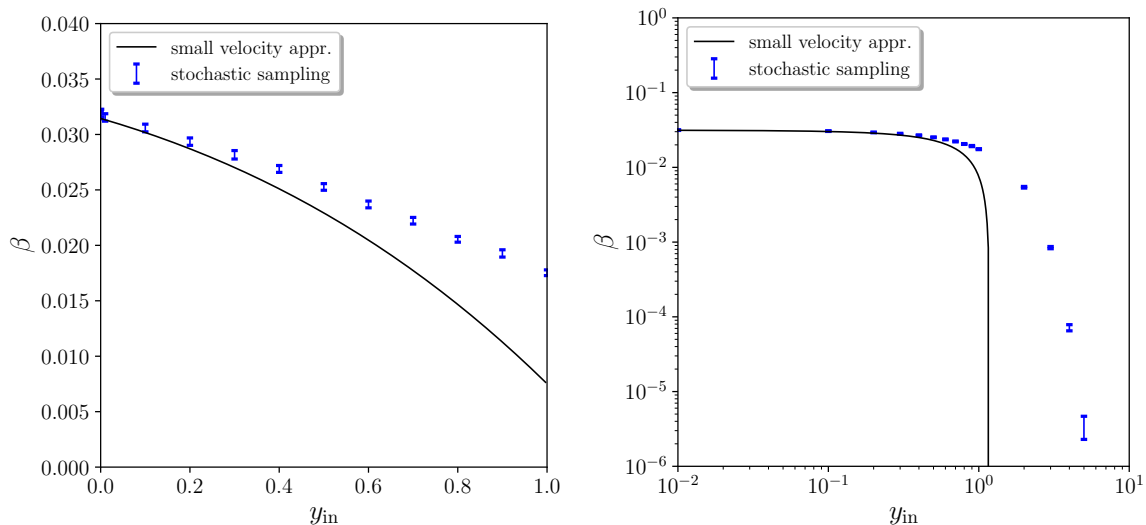 0.040
0.035
0.030
0.025
0.020
0.015
0.010
0.005
0.000
β
small velocity appr.
stochastic sampling
0.0 0.2 0.4 0.6 0.8 1.0
y_in
10^0
10^{-1}
10^{-2}
10^{-3}
10^{-4}
10^{-5}
10^{-6}
β
small velocity appr.
stochastic sampling
10^{-2} 10^{-1} 10^0 10^1
y_in